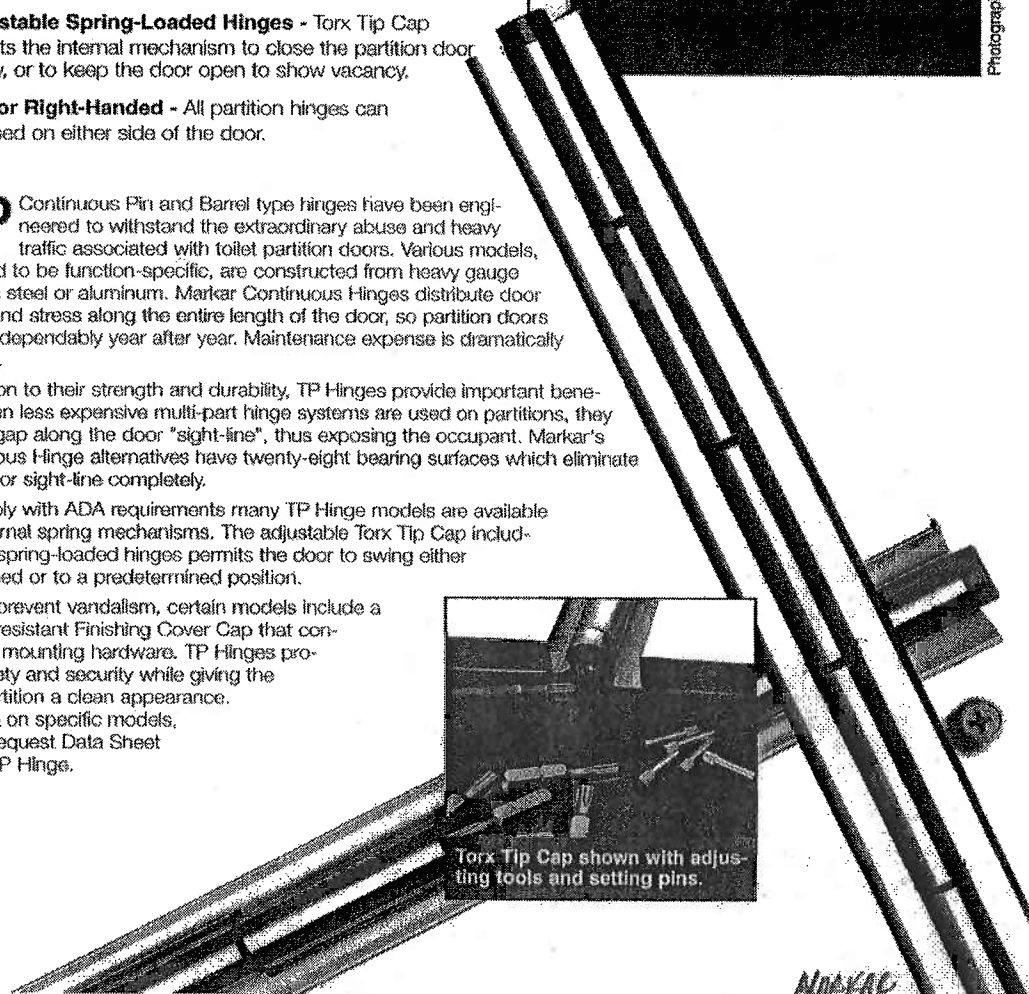 stable Spring-Loaded Hinges - Torx Tip Cap
ts the internal mechanism to close the partition door
, or to keep the door open to show vacancy.
or Right-Handed - All partition hinges can
ed on either side of the door.
Continuous Pin and Barrel type hinges have been engi-
neered to withstand the extraordinary abuse and heavy
traffic associated with toilet partition doors. Various models,
d to be function-specific, are constructed from heavy gauge
steel or aluminum. Markar Continuous Hinges distribute door
nd stress along the entire length of the door, so partition doors
dependably year after year. Maintenance expense is dramatically
on to their strength and durability, TP Hinges provide important bene-
en less expensive multi-part hinge systems are used on partitions, they
gap along the door "sight-line", thus exposing the occupant. Markar's
ous Hinge alternatives have twenty-eight bearing surfaces which eliminate
or sight-line completely.
ply with ADA requirements many TP Hinge models are available
rnal spring mechanisms. The adjustable Torx Tip Cap includ-
spring-loaded hinges permits the door to swing either
ed or to a predetermined position.
prevent vandalism, certain models include a
resistant Finishing Cover Cap that con-
mounting hardware. TP Hinges pro-
ety and security while giving the
rtition a clean appearance.
on specific models,
equest Data Sheet
P Hinge.
Torx Tip Cap shown with adjus-
ting tools and setting pins.
Photograp